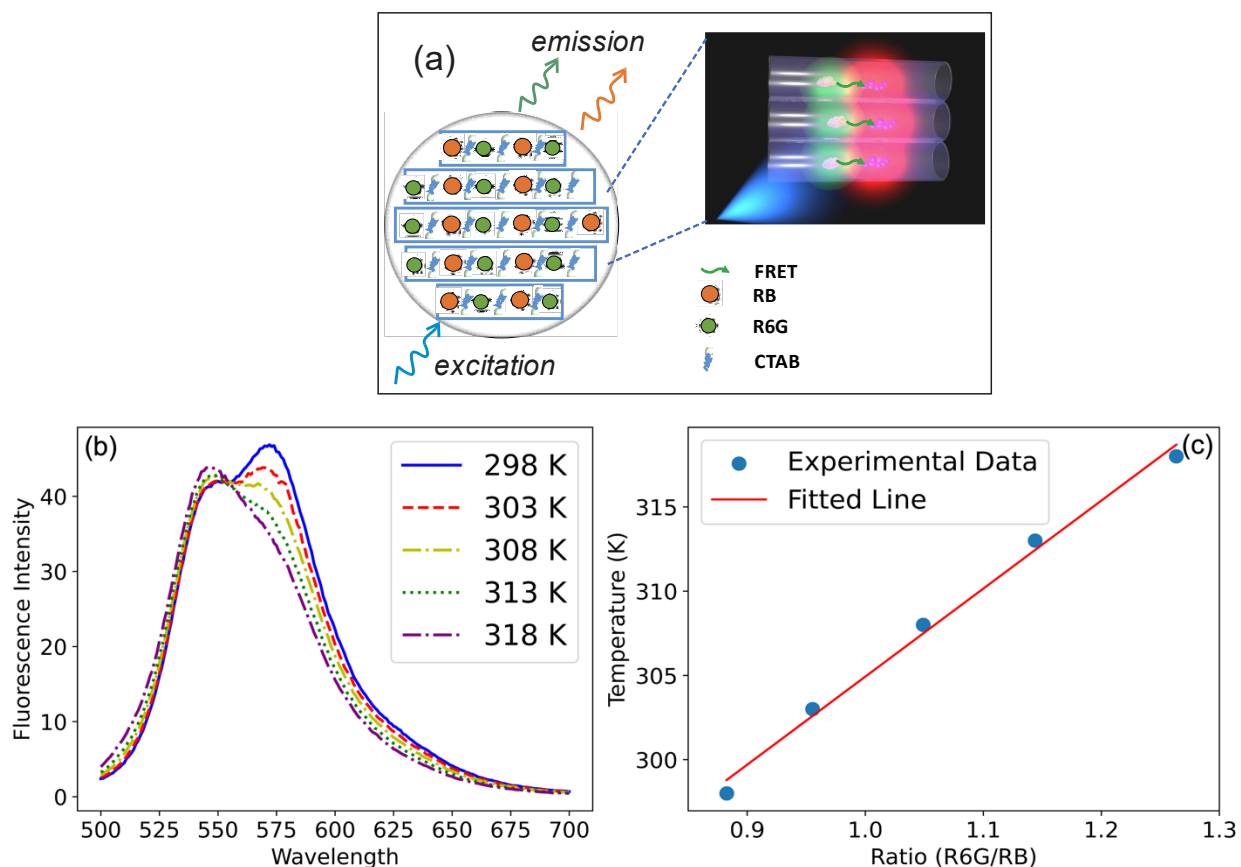 (a)
emission
excitation
FRET
RB
R6G
CTAB
(b)
298 K
303 K
308 K
313 K
318 K
Fluorescence Intensity
40
30
20
10
0
500 525 550 575 600 625 650 675 700
Wavelength
(c)
Experimental Data
Fitted Line
Temperature (K)
315
310
305
300
0.9 1.0 1.1 1.2 1.3
Ratio (R6G/RB)